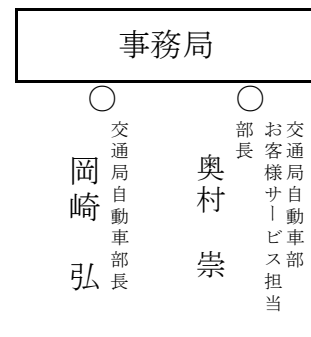 事務局
○
○
交通局自動車部
お客様サービス担当
部長
奥村 崇
交通局自動車部長
岡崎 弘